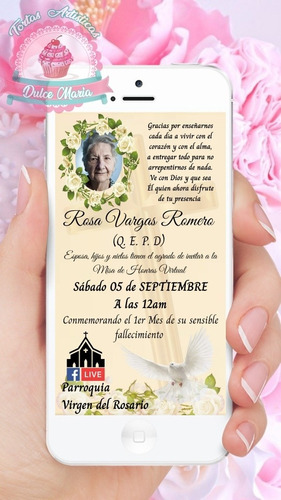 Tortas Artísticas
Dulce Maria
Gracias por enseñarnos
cada día a vivir con el
corazón y con el alma,
a entregar todo para no
arrepentirnos de nada.
Ve con Dios y que sea
Él quien ahora disfrute
de tu presencia
Rosa Vargas Romero
(Q. E. P. D)
Esposo, hijos y nietos tienen el agrado de invitar a la
Misa de Honras Virtual
Sábado 05 de SEPTIEMBRE
A las 12am
Conmemorando el 1er Mes de su sensible
fallecimiento
f LIVE
Parroquia
Virgen del Rosario